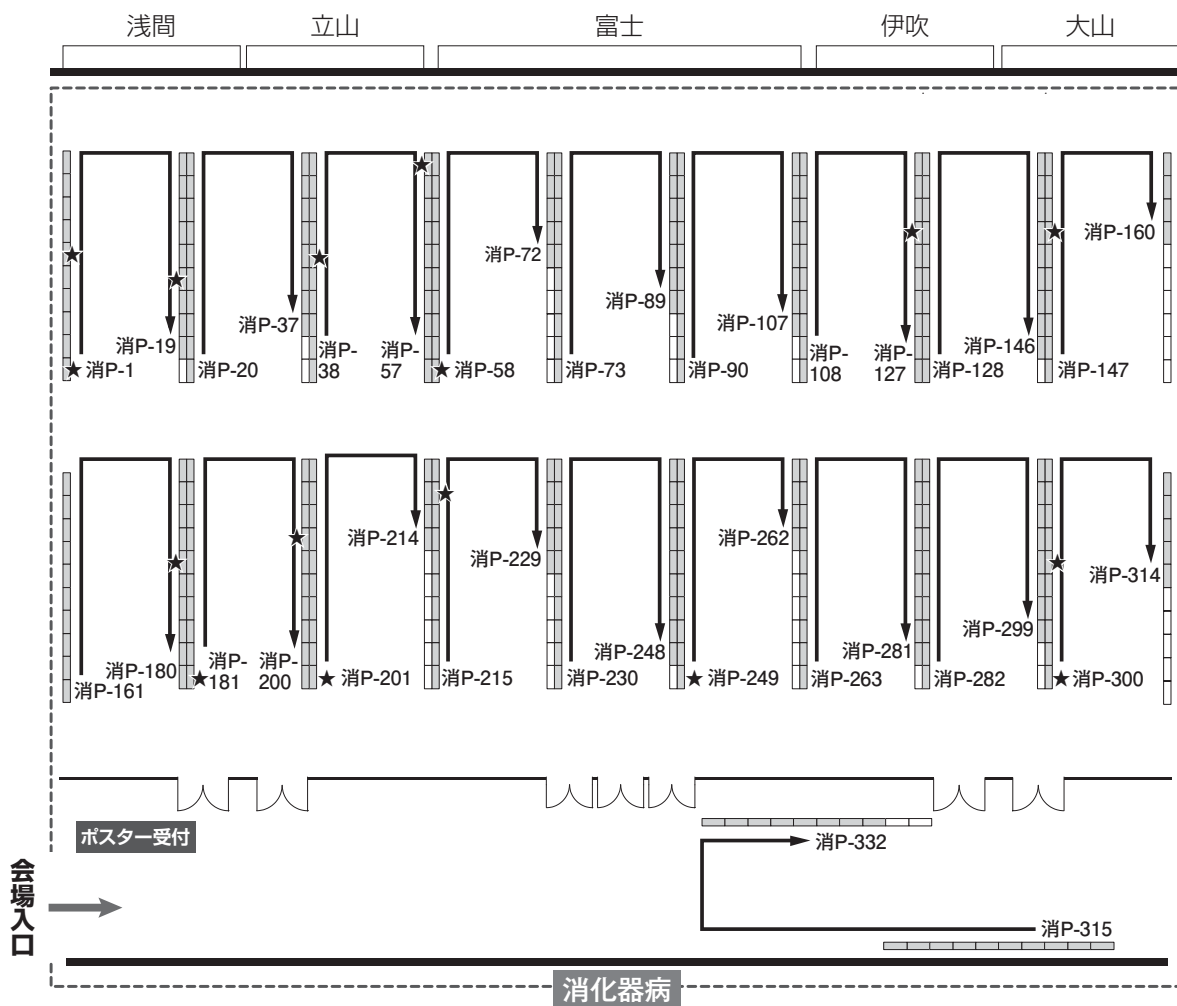 浅間
立山
富士
伊吹
大山
消P-72
消P-160
消P-89
消P-37
消P-107
消P-19
消P-146
★ 消P-1
消P-20
消P-
38
消P-
57
★ 消P-58
消P-73
消P-90
消P-
108
消P-
127
消P-128
消P-147
消P-214
消P-262
消P-229
消P-314
消P-299
消P-248
消P-281
消P-180
消P-161
消P-
★181
消P-
200
★ 消P-201
消P-215
消P-230
★ 消P-249
消P-263
消P-282
★ 消P-300
ポスター受付
消P-332
会場入口
消P-315
消化器病